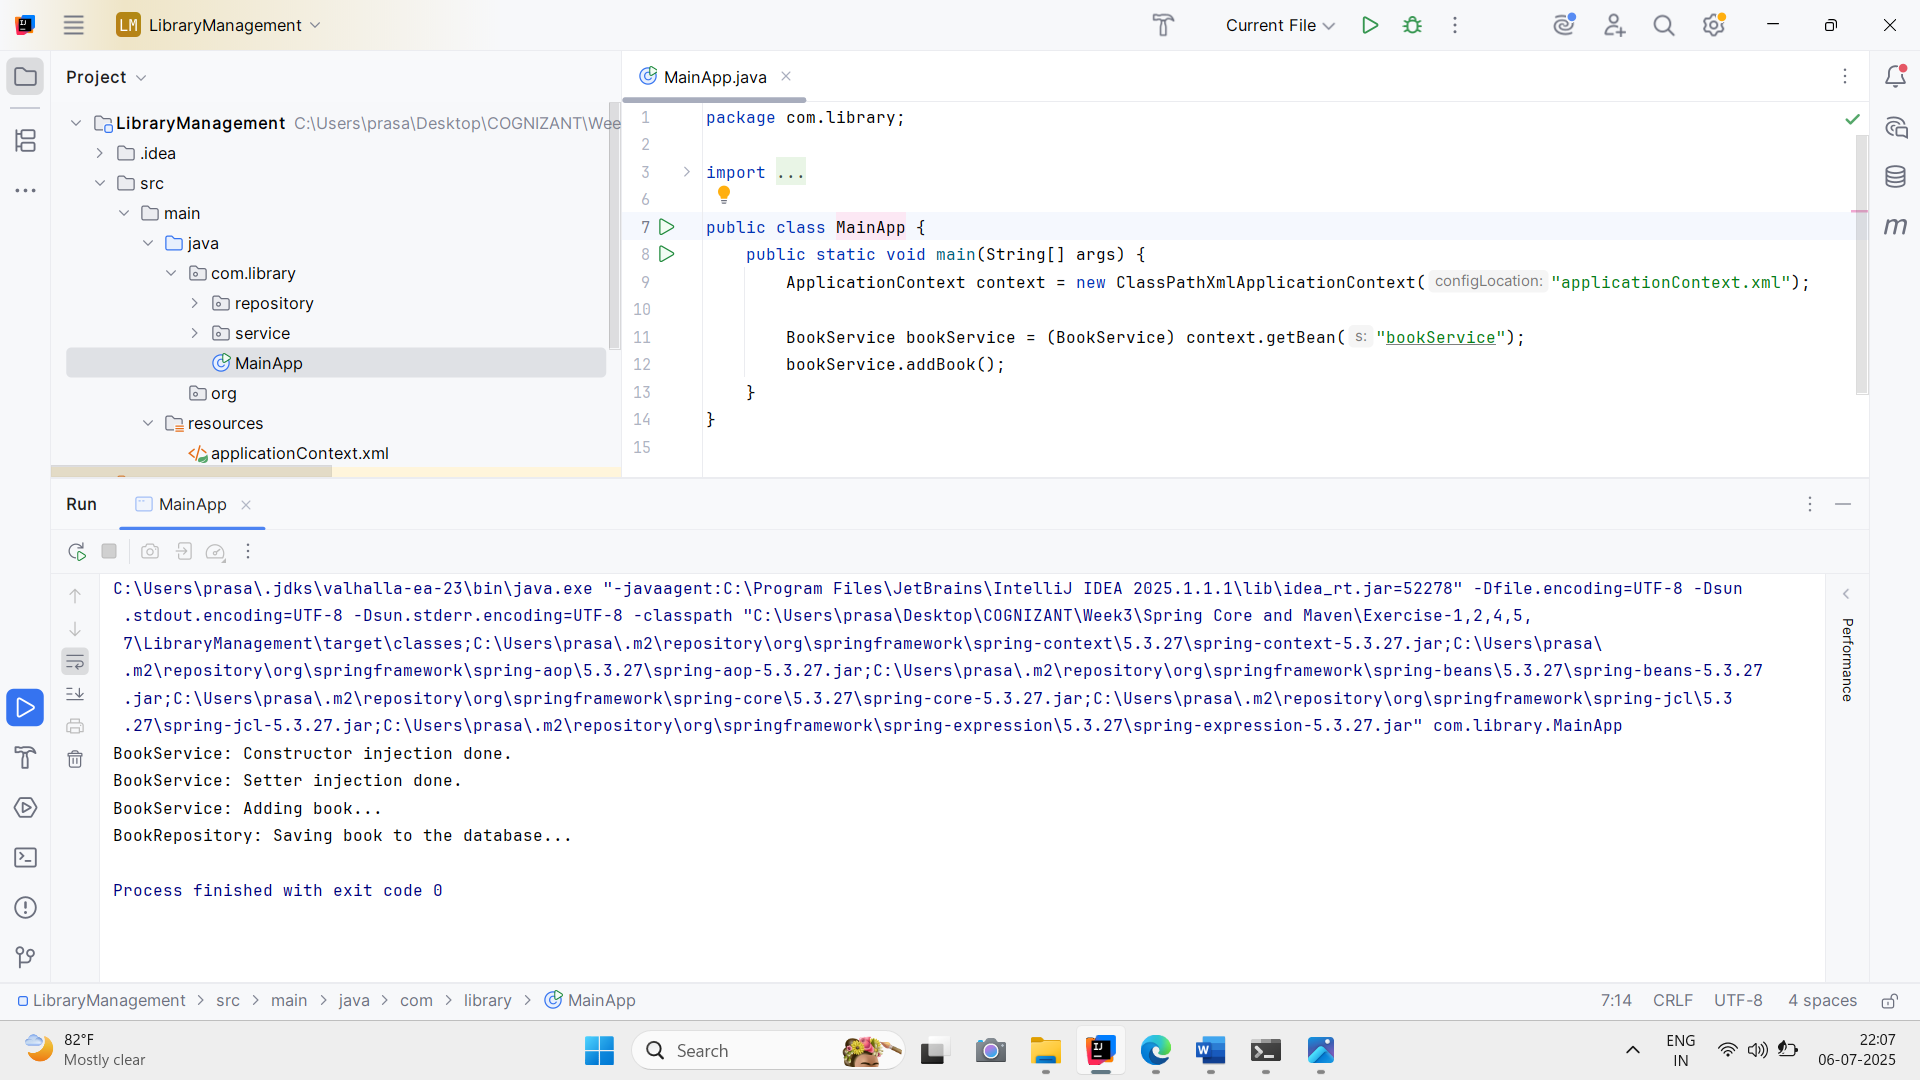 LM LibraryManagement
Current File
Project
MainApp.java
LibraryManagement C:\Users\prasa\Desktop\COGNIZANT\Wee
.idea
src
main
java
com.library
repository
service
MainApp
org
resources
applicationContext.xml
1 package com.library;
2
3 import ...
6
7 public class MainApp {
8 public static void main(String[] args) {
9 ApplicationContext context = new ClassPathXmlApplicationContext( configLocation: "applicationContext.xml");
10
11 BookService bookService = (BookService) context.getBean( s: "bookService");
12 bookService.addBook();
13 }
14 }
15
m
Run MainApp
C:\Users\prasa\.jdks\valhalla-ea-23\bin\java.exe "-javaagent:C:\Program Files\JetBrains\IntelliJ IDEA 2025.1.1.1\lib\idea_rt.jar=52278" -Dfile.encoding=UTF-8 -Dsun
.stdout.encoding=UTF-8 -Dsun.stderr.encoding=UTF-8 -classpath "C:\Users\prasa\Desktop\COGNIZANT\Week3\Spring Core and Maven\Exercise-1,2,4,5,
7\LibraryManagement\target\classes;C:\Users\prasa\.m2\repository\org\springframework\spring-context\5.3.27\spring-context-5.3.27.jar;C:\Users\prasa\
.m2\repository\org\springframework\spring-aop\5.3.27\spring-aop-5.3.27.jar;C:\Users\prasa\.m2\repository\org\springframework\spring-beans\5.3.27\spring-beans-5.3.27
.jar;C:\Users\prasa\.m2\repository\org\springframework\spring-core\5.3.27\spring-core-5.3.27.jar;C:\Users\prasa\.m2\repository\org\springframework\spring-jcl\5.3
.27\spring-jcl-5.3.27.jar;C:\Users\prasa\.m2\repository\org\springframework\spring-expression\5.3.27\spring-expression-5.3.27.jar" com.library.MainApp
BookService: Constructor injection done.
BookService: Setter injection done.
BookService: Adding book...
BookRepository: Saving book to the database...
Process finished with exit code 0
Performance
LibraryManagement > src > main > java > com > library > MainApp
7:14 CRLF UTF-8 4 spaces
82°F
Mostly clear
Search
ENG
IN
22:07
06-07-2025